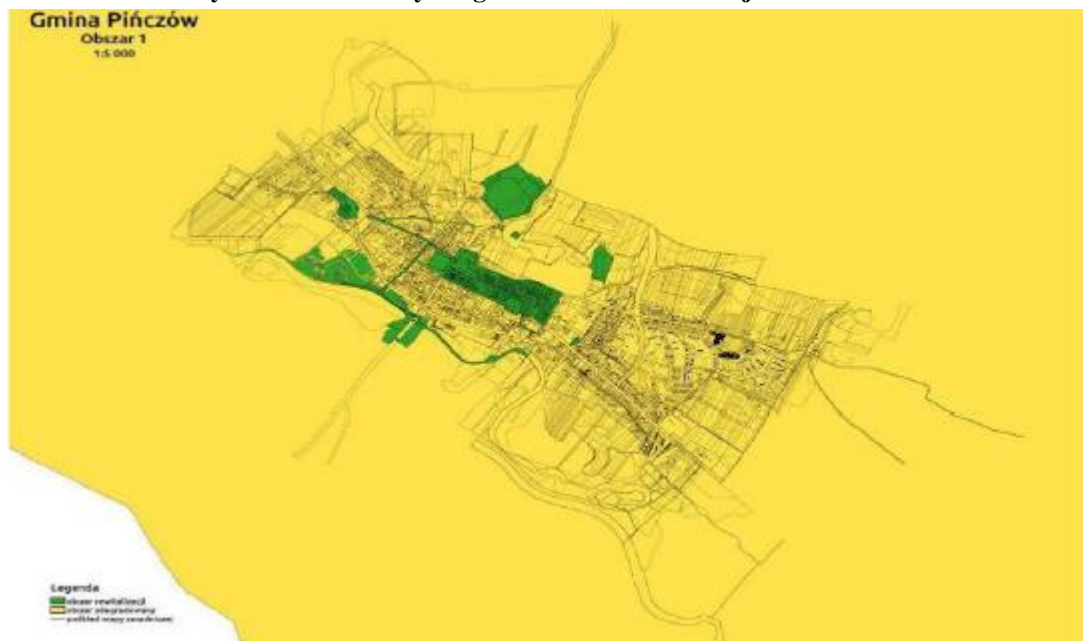 Gmina Pińczów
Obszar 1
1:5 000
Legenda
obszar rewitalizacji
obszar zdegradowany
podkład mapy zasadniczej